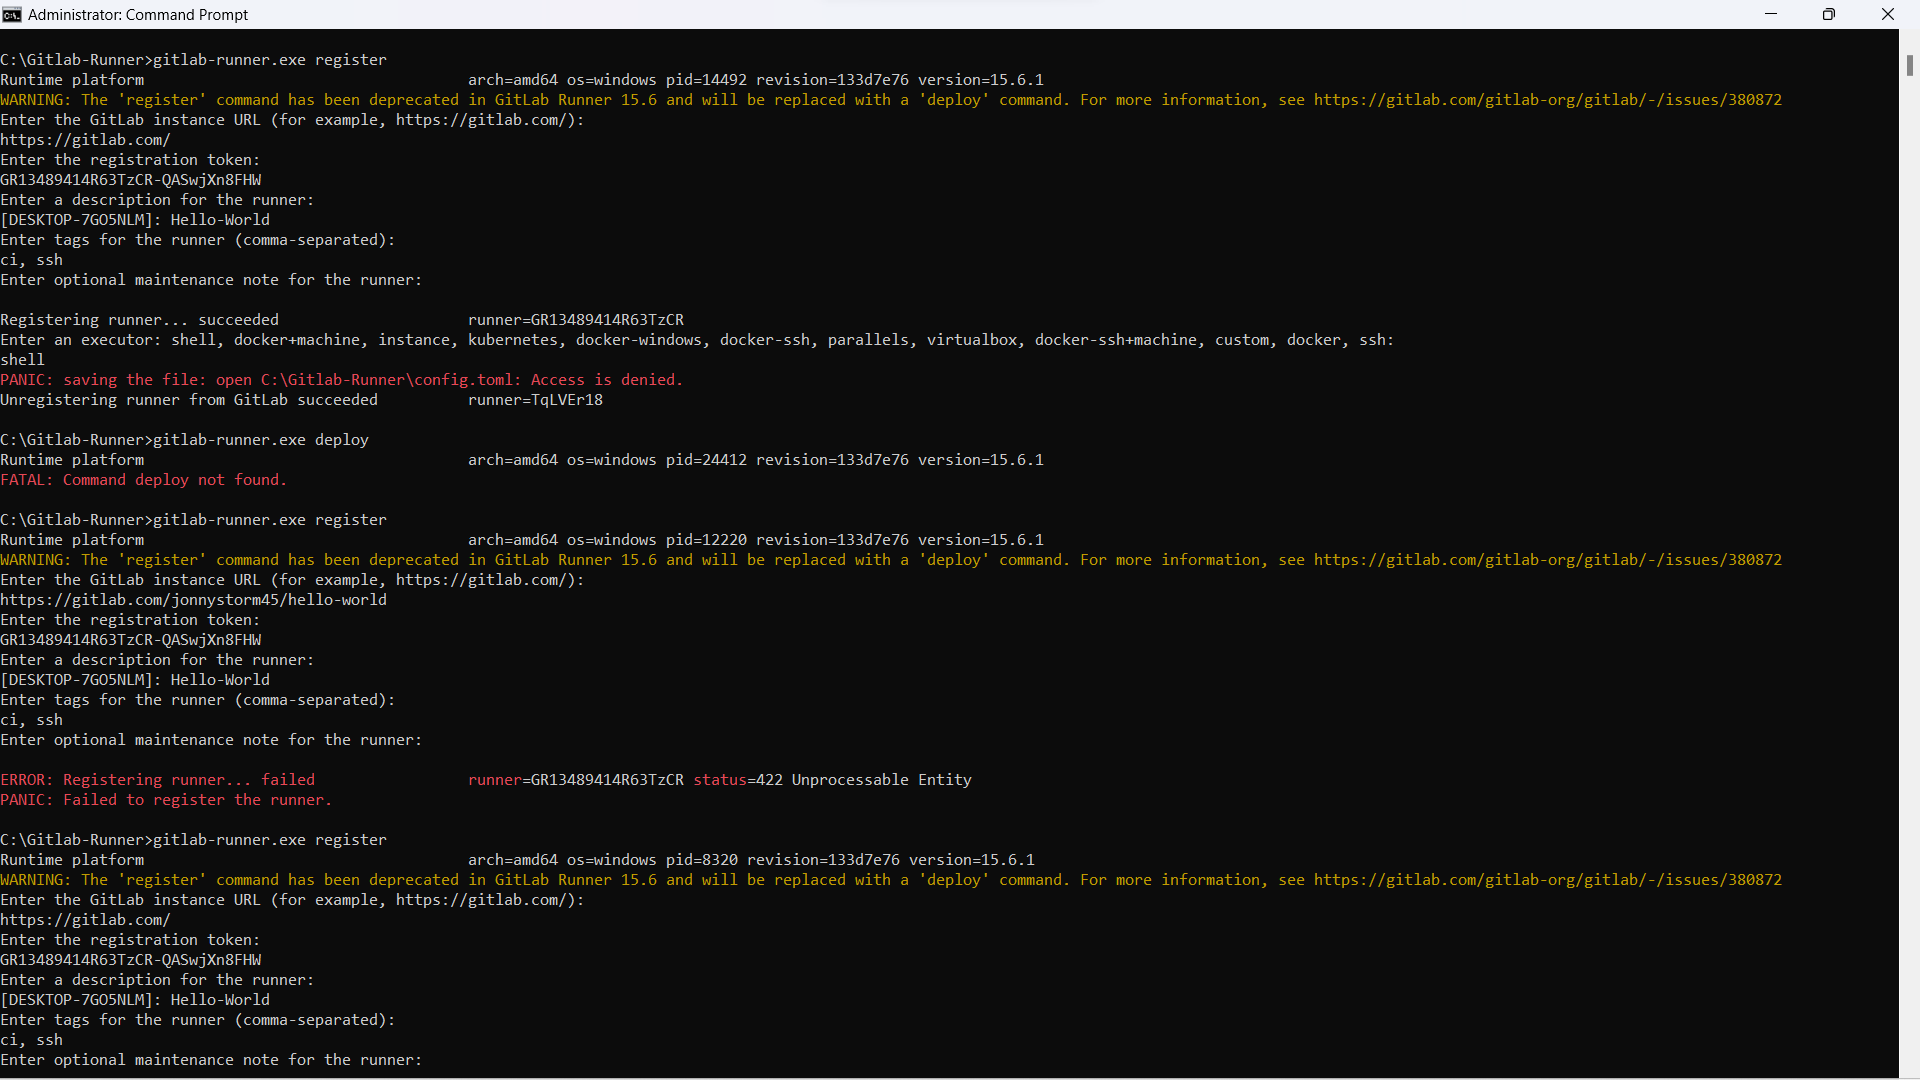 Administrator: Command Prompt
C:\Gitlab-Runner>gitlab-runner.exe register
Runtime platform arch=amd64 os=windows pid=14492 revision=133d7e76 version=15.6.1
WARNING: The 'register' command has been deprecated in GitLab Runner 15.6 and will be replaced with a 'deploy' command. For more information, see https://gitlab.com/gitlab-org/gitlab/-/issues/380872
Enter the GitLab instance URL (for example, https://gitlab.com/):
https://gitlab.com/
Enter the registration token:
GR13489414R63TzCR-QASwjXn8FHW
Enter a description for the runner:
[DESKTOP-7GO5NLM]: Hello-World
Enter tags for the runner (comma-separated):
ci, ssh
Enter optional maintenance note for the runner:
Registering runner... succeeded runner=GR13489414R63TzCR
Enter an executor: shell, docker+machine, instance, kubernetes, docker-windows, docker-ssh, parallels, virtualbox, docker-ssh+machine, custom, docker, ssh:
shell
PANIC: saving the file: open C:\Gitlab-Runner\config.toml: Access is denied.
Unregistering runner from GitLab succeeded runner=TqLVEr18
C:\Gitlab-Runner>gitlab-runner.exe deploy
Runtime platform arch=amd64 os=windows pid=24412 revision=133d7e76 version=15.6.1
FATAL: Command deploy not found.
C:\Gitlab-Runner>gitlab-runner.exe register
Runtime platform arch=amd64 os=windows pid=12220 revision=133d7e76 version=15.6.1
WARNING: The 'register' command has been deprecated in GitLab Runner 15.6 and will be replaced with a 'deploy' command. For more information, see https://gitlab.com/gitlab-org/gitlab/-/issues/380872
Enter the GitLab instance URL (for example, https://gitlab.com/):
https://gitlab.com/jonnystorm45/hello-world
Enter the registration token:
GR13489414R63TzCR-QASwjXn8FHW
Enter a description for the runner:
[DESKTOP-7GO5NLM]: Hello-World
Enter tags for the runner (comma-separated):
ci, ssh
Enter optional maintenance note for the runner:
ERROR: Registering runner... failed runner=GR13489414R63TzCR status=422 Unprocessable Entity
PANIC: Failed to register the runner.
C:\Gitlab-Runner>gitlab-runner.exe register
Runtime platform arch=amd64 os=windows pid=8320 revision=133d7e76 version=15.6.1
WARNING: The 'register' command has been deprecated in GitLab Runner 15.6 and will be replaced with a 'deploy' command. For more information, see https://gitlab.com/gitlab-org/gitlab/-/issues/380872
Enter the GitLab instance URL (for example, https://gitlab.com/):
https://gitlab.com/
Enter the registration token:
GR13489414R63TzCR-QASwjXn8FHW
Enter a description for the runner:
[DESKTOP-7GO5NLM]: Hello-World
Enter tags for the runner (comma-separated):
ci, ssh
Enter optional maintenance note for the runner: